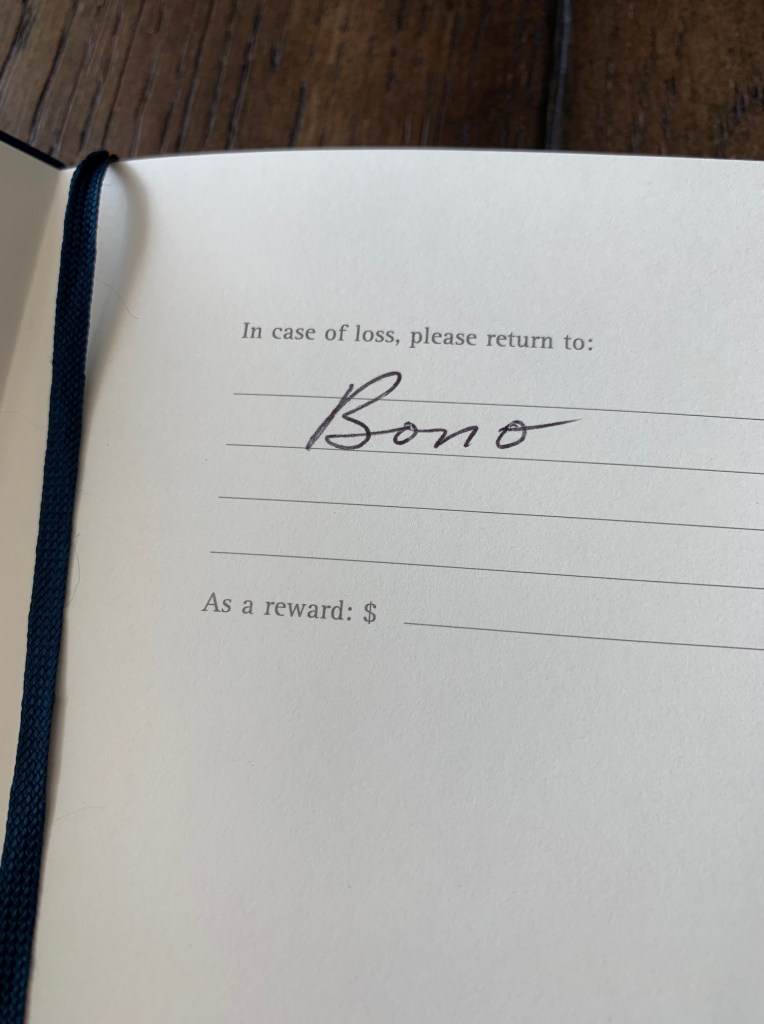 In case of loss, please return to:
Bono
As a reward: $